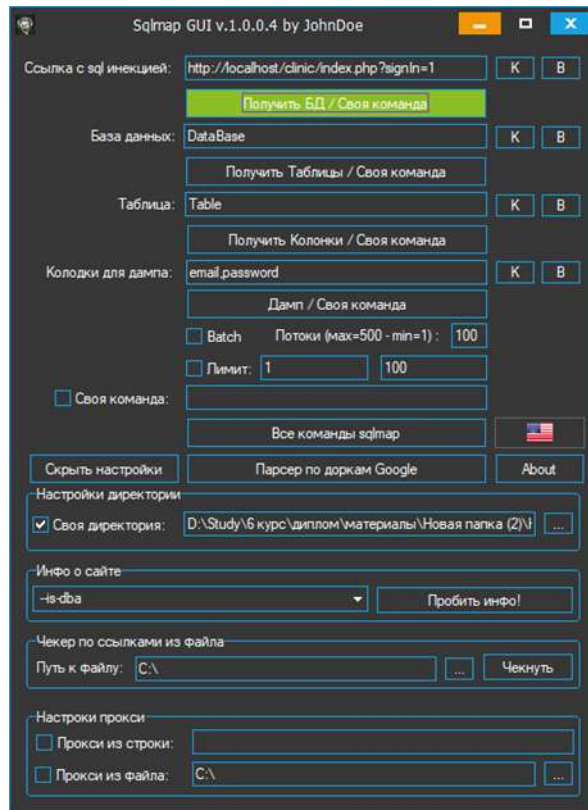 Sqlmap GUI v.1.0.0.4 by JohnDoe
Ссылка с sql инекцией: http://localhost/clinic/index.php?signIn=1 К В
Получить БД / Своя команда
База данных: DataBase К В
Получить Таблицы / Своя команда
Таблица: Table К В
Получить Колонки / Своя команда
Колодки для дампа: email,password К В
Дамп / Своя команда
Batch Потоки (max=500 - min=1) : 100
Лимит: 1 100
Своя команда:
Все команды sqlmap
Скрыть настройки Парсер по доркам Google About
Настройки директории
Своя директория: D:\Study\6 курс\диплом\материалы\Новая папка (2)\ ...
Инфо о сайте
--is-dba Пробить инфо!
Чекер по ссылками из файла
Путь к файлу: C:\ ... Чекнуть
Настроки прокси
Прокси из строки:
Прокси из файла: C:\ ...